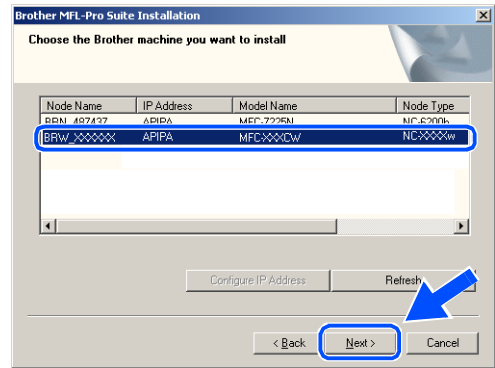 Brother MFL-Pro Suite Installation
Choose the Brother machine you want to install
Node Name IP Address Model Name Node Type
BRN_487437 APIPA MFC-7225N NC-6200h
BRW_XXXXXX APIPA MFC-XXXCW NC-XXXXw
Configure IP Address Refresh
< Back Next > Cancel